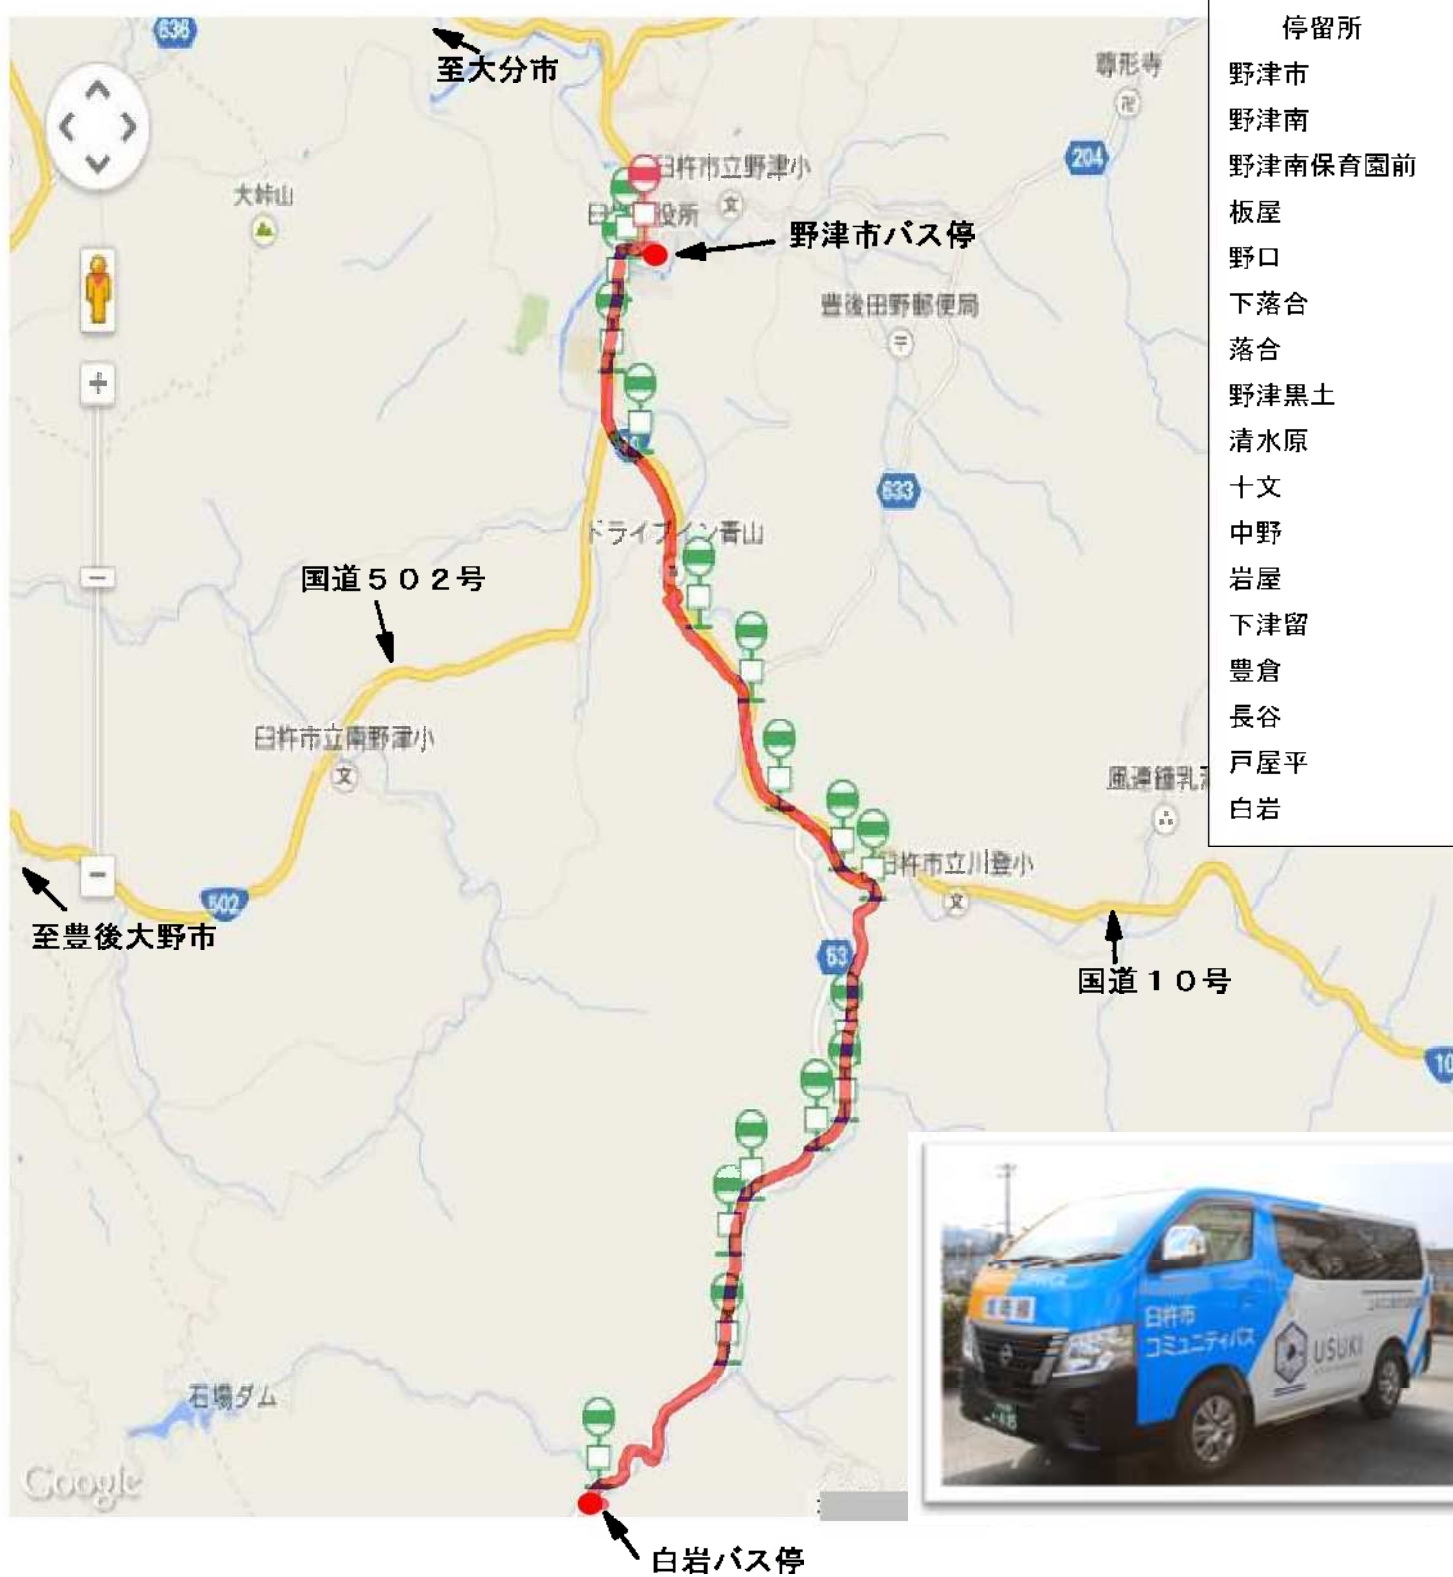 停留所
野津市
野津南
野津南保育園前
板屋
野口
下落合
落合
野津黒土
清水原
十文
中野
岩屋
下津留
豊倉
長谷
戸屋平
白岩
636
至大分市
尊形寺
204
大峠山
臼杵市立野津小
役所
野津市バス停
豊後田野郵便局
633
ドライブイン青山
国道５０２号
臼杵市立南野津小
風連鍾乳
臼杵市立川登小
502
至豊後大野市
53
国道１０号
10
石場ダム
Google
白岩バス停
臼杵市
コミュニティバス
USUKI